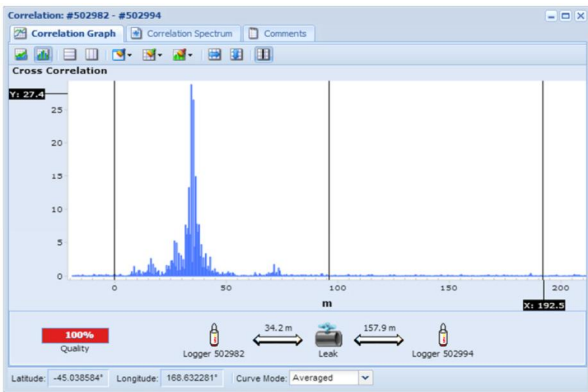 Correlation: #502982 - #502994
Correlation Graph Correlation Spectrum Comments
Cross Correlation
Y: 27.4
25
20
15
10
5
0
0 50 100 150 200
m
X: 192.5
100%
Quality
34.2 m 157.9 m
Logger 502982 Leak Logger 502994
Latitude: -45.038584° Longitude: 168.632281° Curve Mode: Averaged